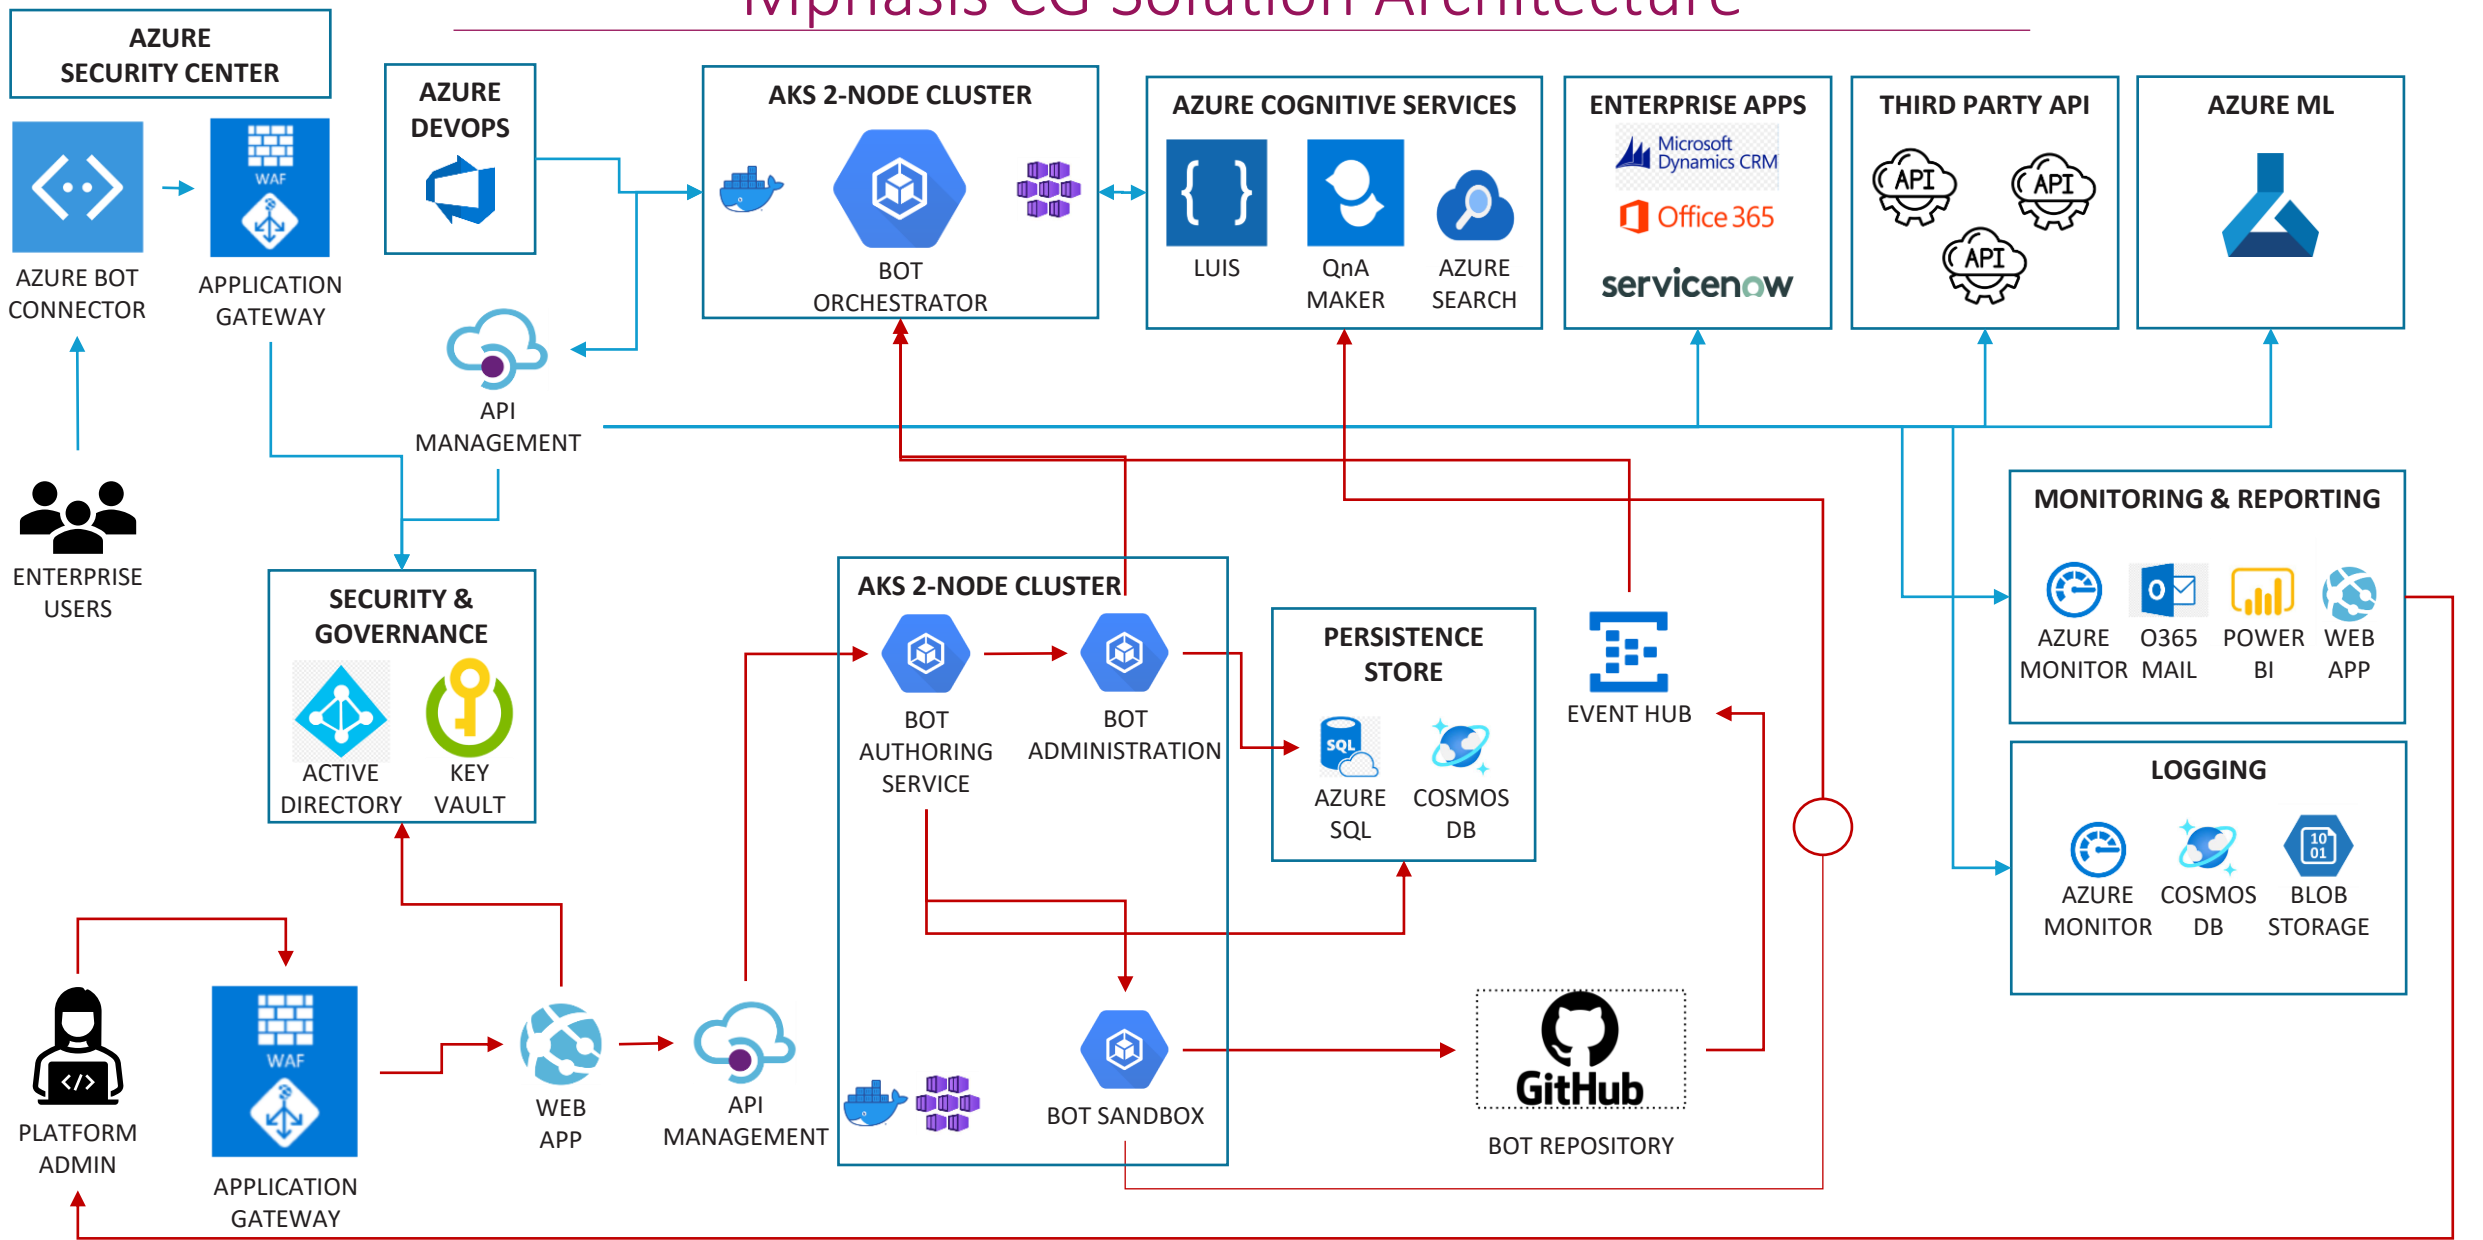 Mphasis CG Solution Architecture
AZURE
SECURITY CENTER
AZURE BOT
CONNECTOR
WAF
APPLICATION
GATEWAY
AZURE
DEVOPS
API
MANAGEMENT
AKS 2-NODE CLUSTER
BOT
ORCHESTRATOR
AZURE COGNITIVE SERVICES
{ }
LUIS
QnA
MAKER
AZURE
SEARCH
ENTERPRISE APPS
Microsoft
Dynamics CRM
Office 365
servicenow
THIRD PARTY API
API
API
API
AZURE ML
ENTERPRISE
USERS
SECURITY &
GOVERNANCE
ACTIVE
DIRECTORY
KEY
VAULT
AKS 2-NODE CLUSTER
BOT
AUTHORING
SERVICE
BOT
ADMINISTRATION
BOT SANDBOX
PERSISTENCE
STORE
SQL
AZURE
SQL
COSMOS
DB
EVENT HUB
MONITORING & REPORTING
AZURE
MONITOR
O
O365
MAIL
POWER
BI
WEB
APP
LOGGING
AZURE
MONITOR
COSMOS
DB
10
01
BLOB
STORAGE
</>
PLATFORM
ADMIN
WAF
APPLICATION
GATEWAY
WEB
APP
API
MANAGEMENT
GitHub
BOT REPOSITORY